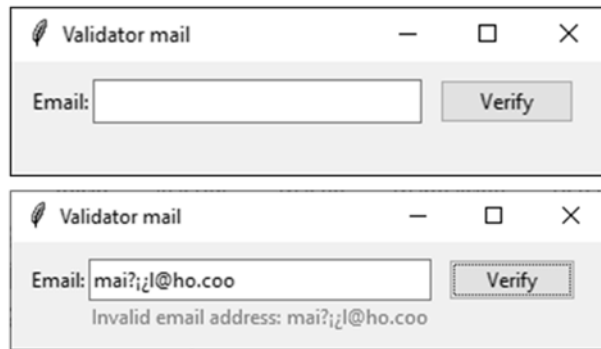 Validator mail
Email: Verify
Validator mail
Email: mai?¡¿l@ho.coo Verify
Invalid email address: mai?¡¿l@ho.coo